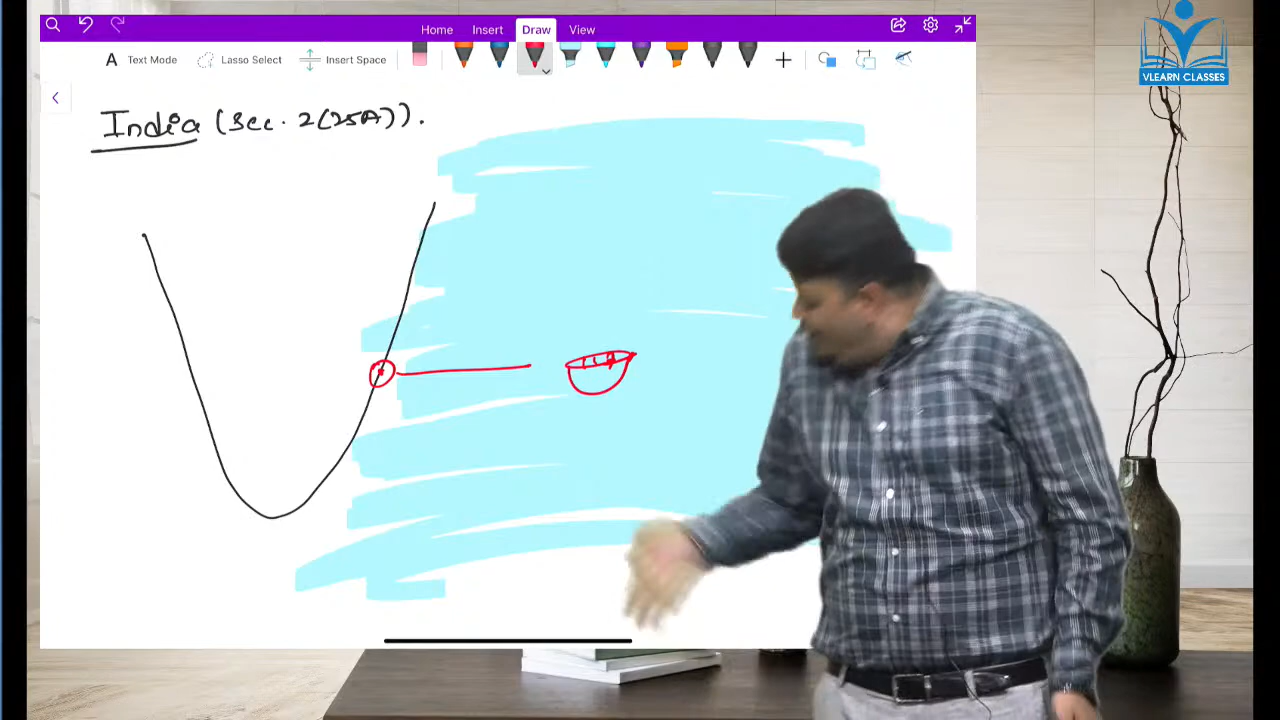 Home Insert Draw View
Text Mode Lasso Select Insert Space
VLEARN CLASSES
India (Sec. 2(25A)).